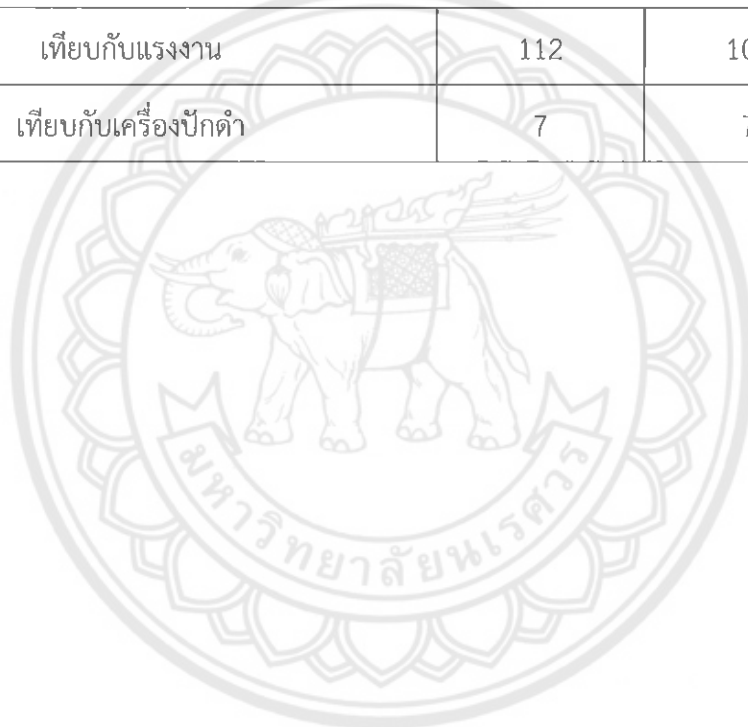 เทียบกับแรงงาน 112 10
เทียบกับเครื่องปักดำ 7
มหาวิทยาลัยนเรศวร